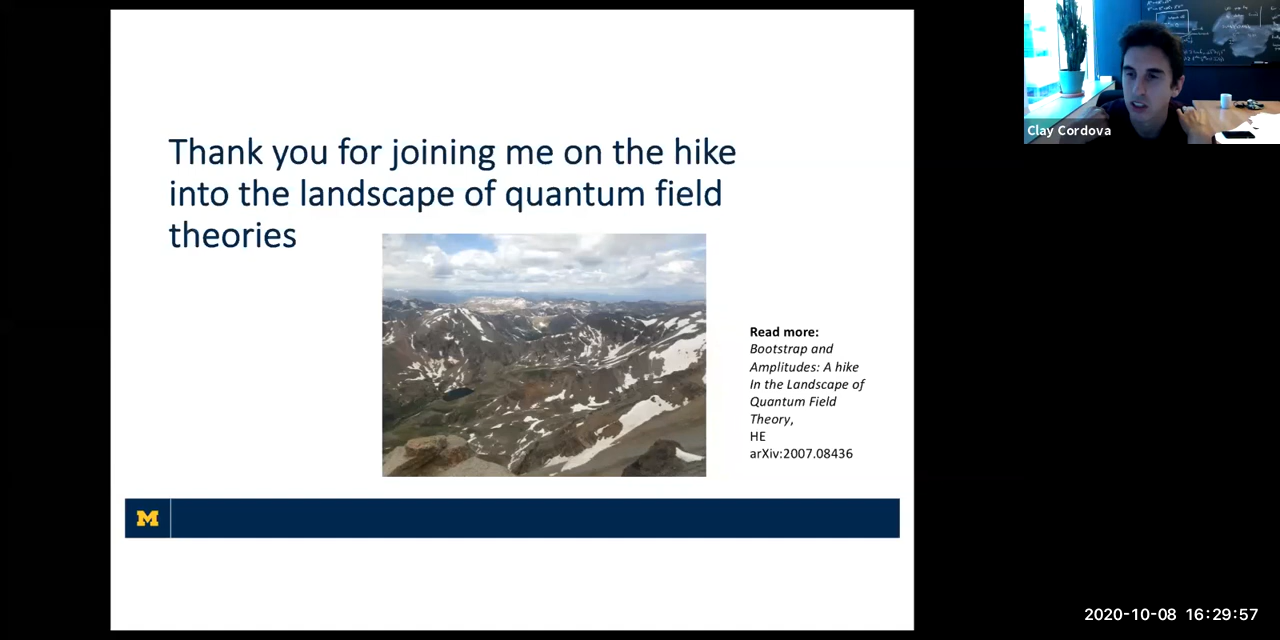 Thank you for joining me on the hike
into the landscape of quantum field
theories
Read more:
Bootstrap and
Amplitudes: A hike
In the Landscape of
Quantum Field
Theory,
HE
arXiv:2007.08436
M
Clay Cordova
2020-10-08 16:29:57